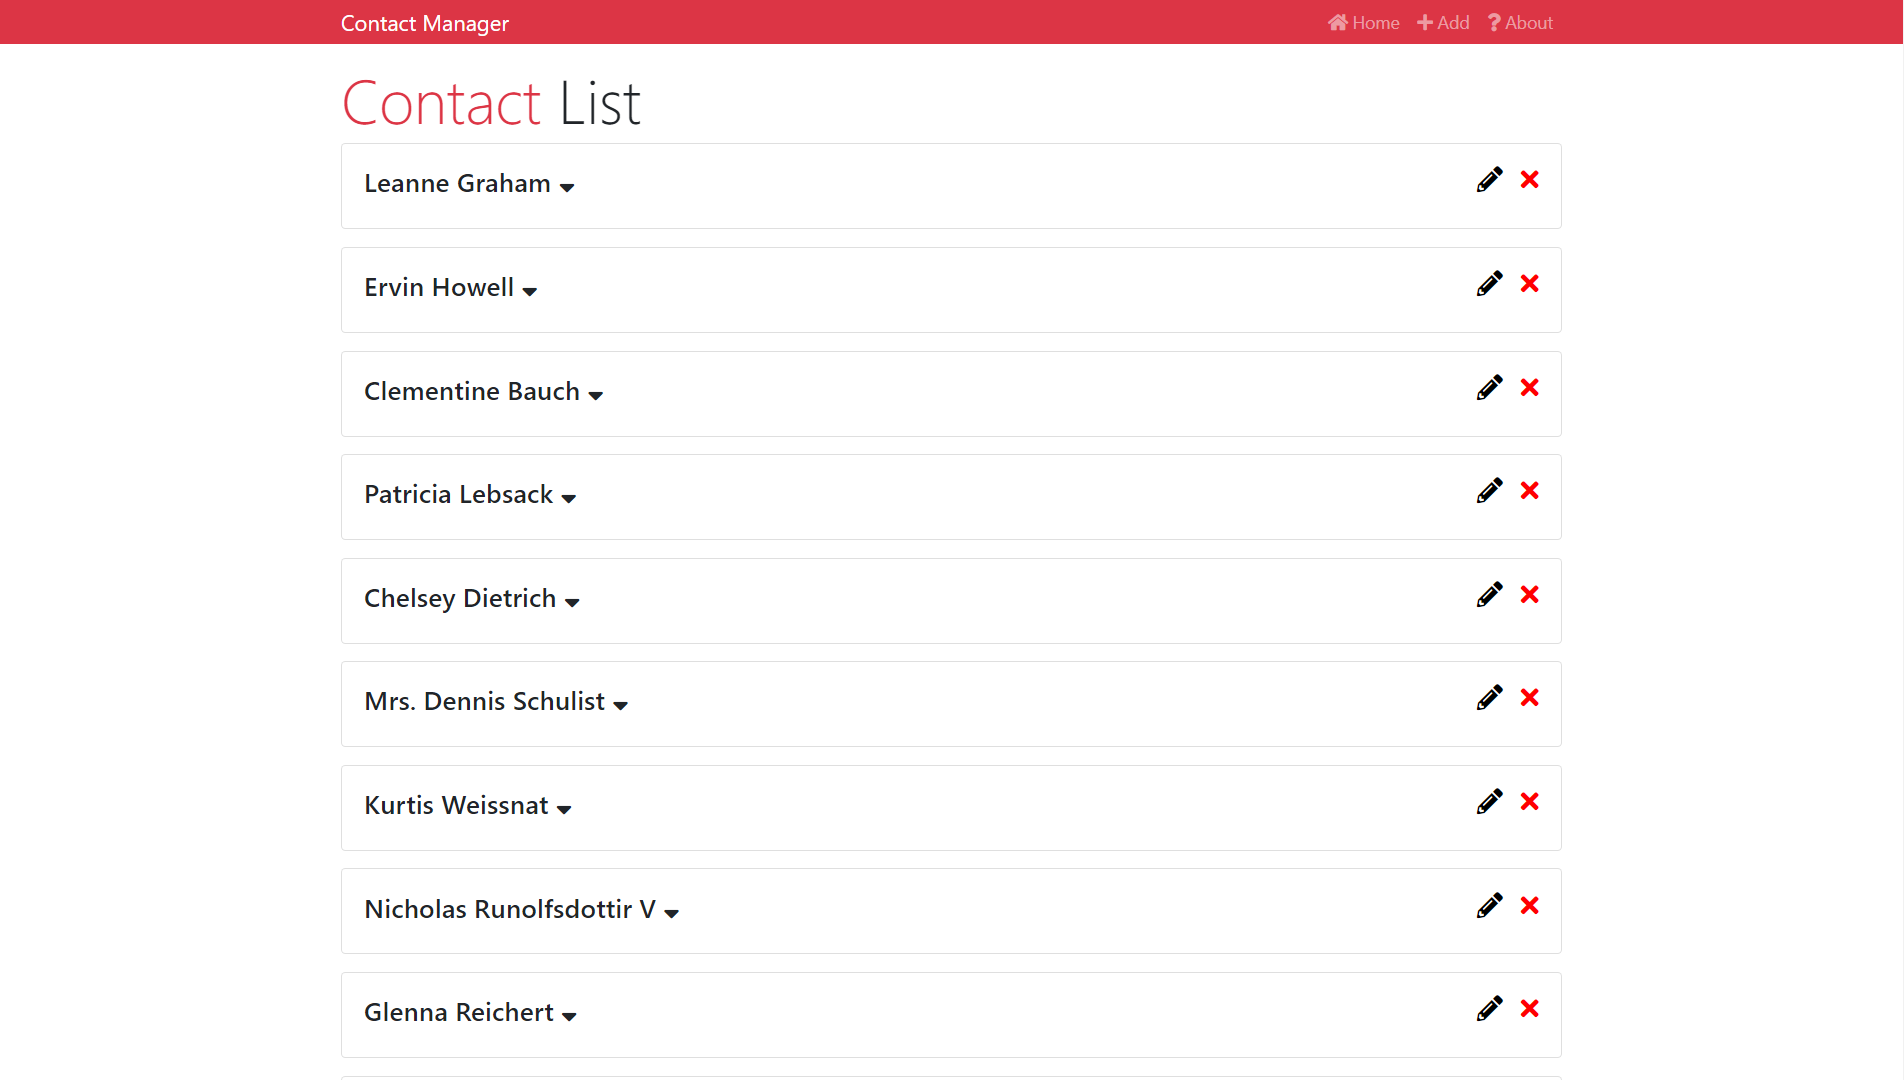 Contact Manager
Home Add About
Contact List
Leanne Graham
Ervin Howell
Clementine Bauch
Patricia Lebsack
Chelsey Dietrich
Mrs. Dennis Schulist
Kurtis Weissnat
Nicholas Runolfsdottir V
Glenna Reichert